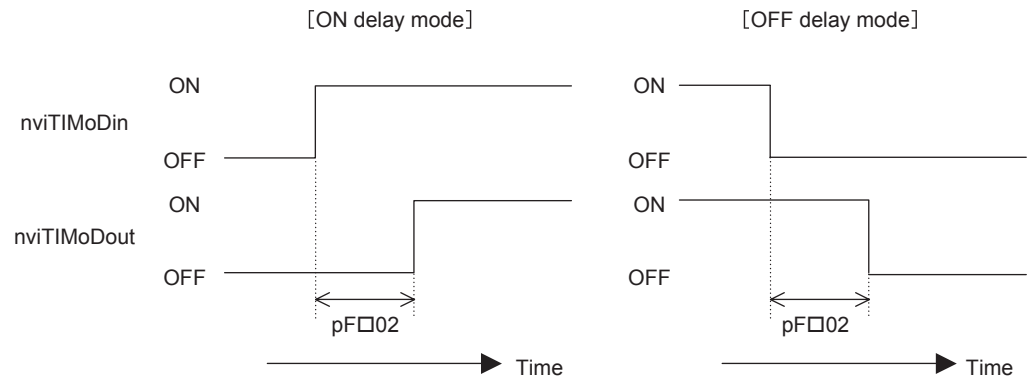 ［ON delay mode］ ［OFF delay mode］
ON ON
nviTIMoDin
OFF OFF
ON ON
nviTIMoDout
OFF OFF
pF□02 pF□02
Time Time